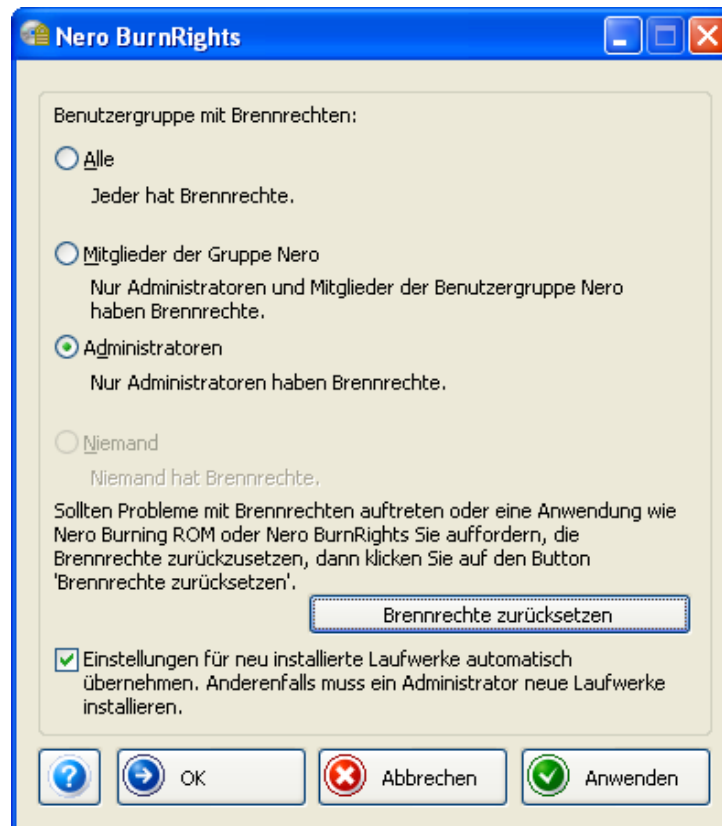 Nero BurnRights
Benutzergruppe mit Brennrechten:
Alle
Jeder hat Brennrechte.
Mitglieder der Gruppe Nero
Nur Administratoren und Mitglieder der Benutzergruppe Nero
haben Brennrechte.
Administratoren
Nur Administratoren haben Brennrechte.
Niemand
Niemand hat Brennrechte.
Sollten Probleme mit Brennrechten auftreten oder eine Anwendung wie
Nero Burning ROM oder Nero BurnRights Sie auffordern, die
Brennrechte zurückzusetzen, dann klicken Sie auf den Button
'Brennrechte zurücksetzen'.
Brennrechte zurücksetzen
Einstellungen für neu installierte Laufwerke automatisch
übernehmen. Anderenfalls muss ein Administrator neue Laufwerke
installieren.
? OK Abbrechen Anwenden